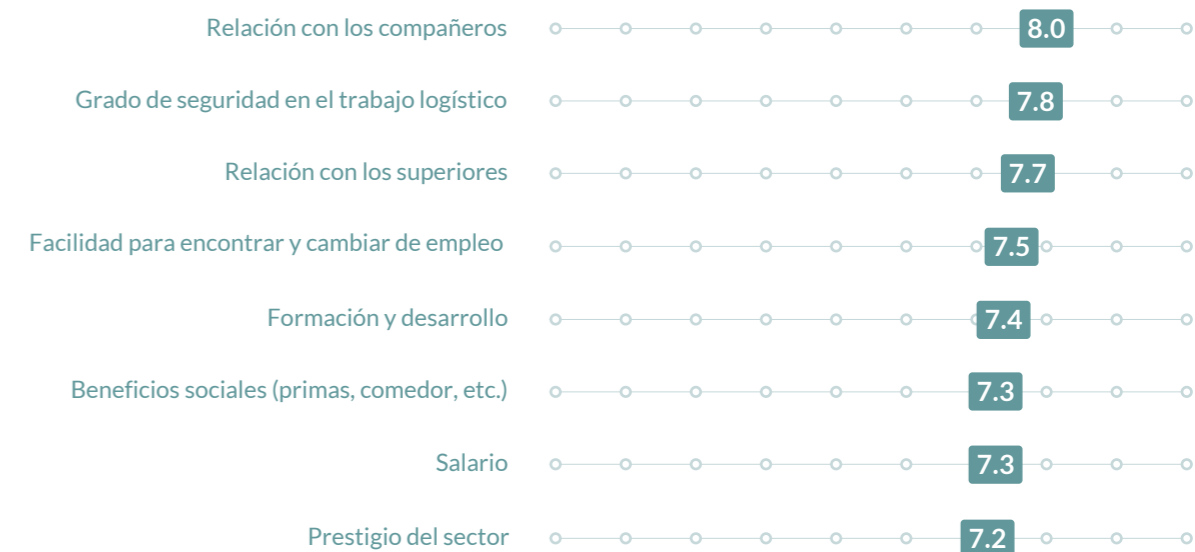 Relación con los compañeros 8.0
Grado de seguridad en el trabajo logístico 7.8
Relación con los superiores 7.7
Facilidad para encontrar y cambiar de empleo 7.5
Formación y desarrollo 7.4
Beneficios sociales (primas, comedor, etc.) 7.3
Salario 7.3
Prestigio del sector 7.2